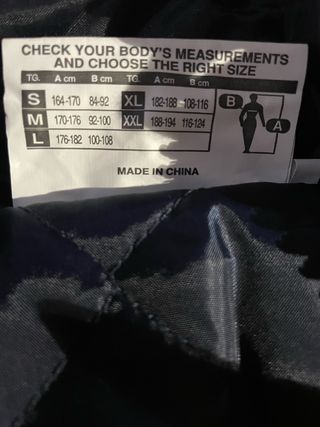 CHECK YOUR BODY'S MEASUREMENTS
AND CHOOSE THE RIGHT SIZE
TG. A cm B cm TG. A cm B cm
S 164-170 84-92 XL 182-188 108-116
M 170-176 92-100 XXL 188-194 116-124
L 176-182 100-108
B
A
MADE IN CHINA